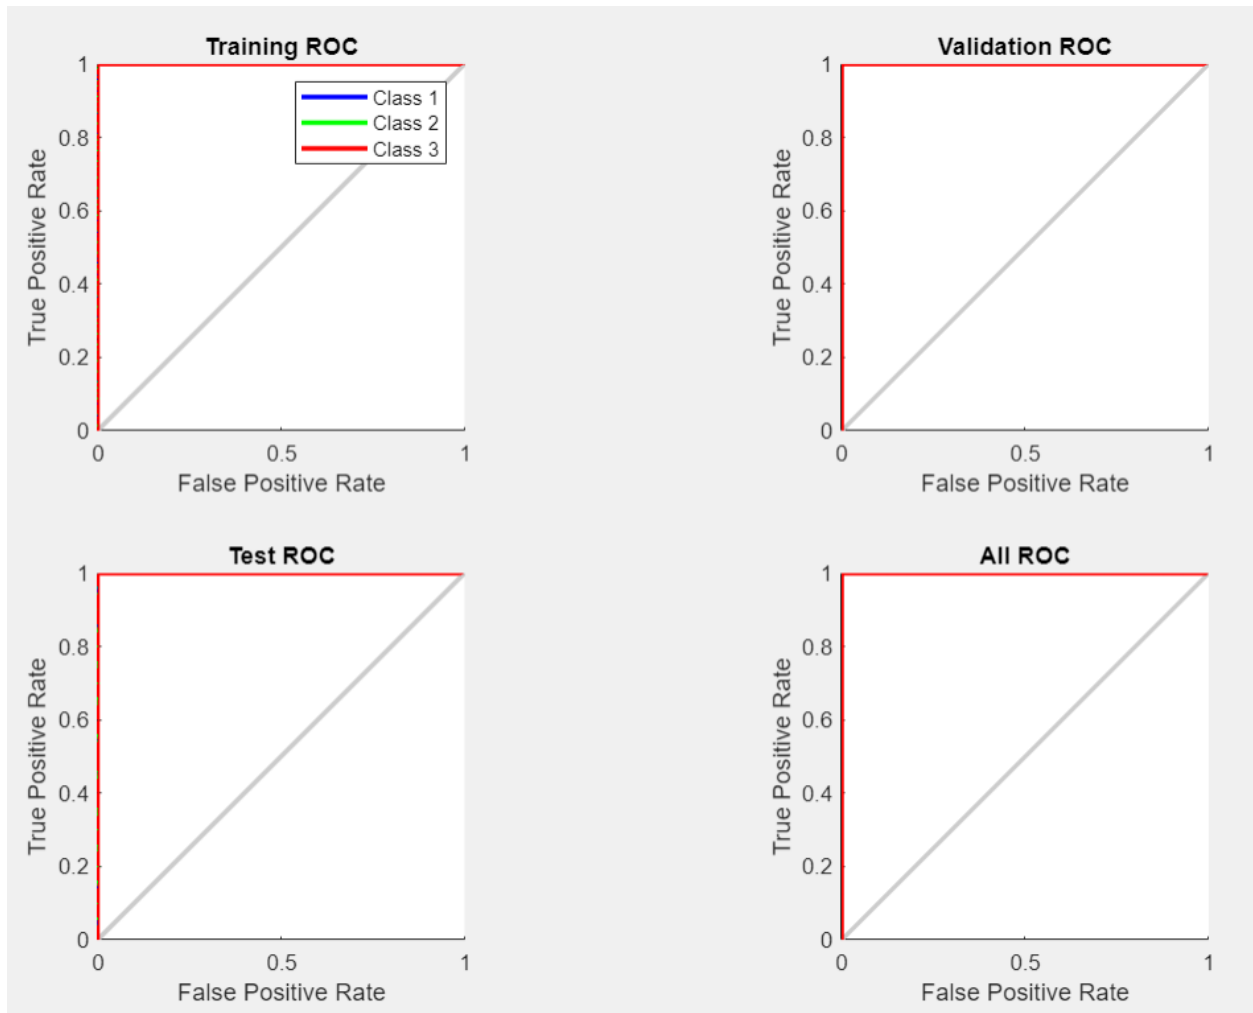 Training ROC
1
0.8
0.6
0.4
0.2
0
0 0.5 1
True Positive Rate
False Positive Rate
Class 1
Class 2
Class 3
Validation ROC
1
0.8
0.6
0.4
0.2
0
0 0.5 1
True Positive Rate
False Positive Rate
Test ROC
1
0.8
0.6
0.4
0.2
0
0 0.5 1
True Positive Rate
False Positive Rate
All ROC
1
0.8
0.6
0.4
0.2
0
0 0.5 1
True Positive Rate
False Positive Rate